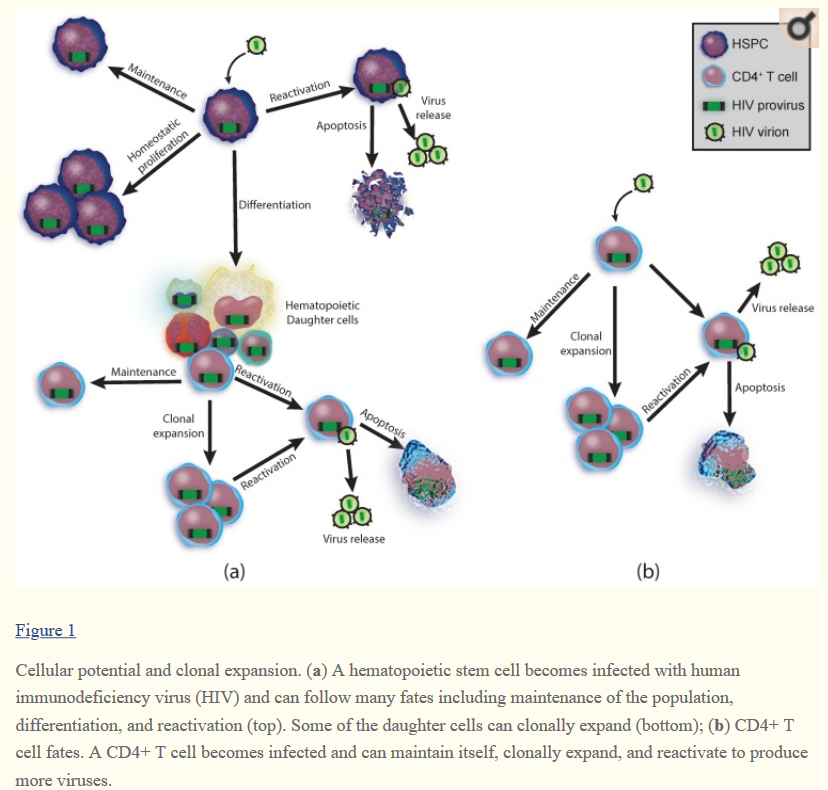 HSPC
CD4⁺ T cell
HIV provirus
HIV virion
Maintenance
Reactivation
Homeostatic
proliferation
Apoptosis
Virus
release
Differentiation
Hematopoietic
Daughter cells
Maintenance
Reactivation
Clonal
expansion
Reactivation
Apoptosis
Virus release
(a)
Maintenance
Clonal
expansion
Reactivation
Virus release
Apoptosis
(b)
Figure 1
Cellular potential and clonal expansion. (a) A hematopoietic stem cell becomes infected with human
immunodeficiency virus (HIV) and can follow many fates including maintenance of the population,
differentiation, and reactivation (top). Some of the daughter cells can clonally expand (bottom); (b) CD4+ T
cell fates. A CD4+ T cell becomes infected and can maintain itself, clonally expand, and reactivate to produce
more viruses.